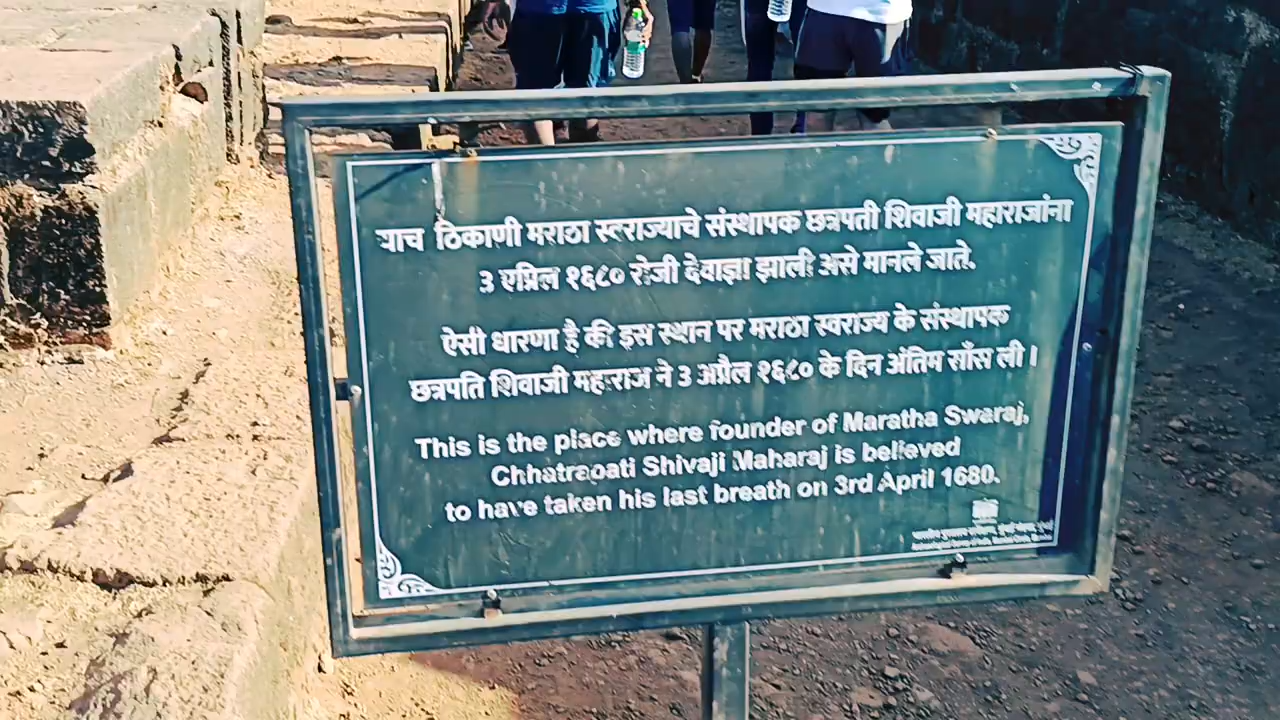 याच ठिकाणी मराठा स्वराज्याचे संस्थापक छत्रपती शिवाजी महाराजांना
३ एप्रिल १६८० रोजी देवाज्ञा झाली असे मानले जाते.
ऐसी धारणा है की इस स्थान पर मराठा स्वराज्य के संस्थापक
छत्रपति शिवाजी महाराज ने ३ अप्रैल १६८० के दिन अंतिम साँस ली।
This is the place where founder of Maratha Swaraj,
Chhatrapati Shivaji Maharaj is believed
to have taken his last breath on 3rd April 1680.